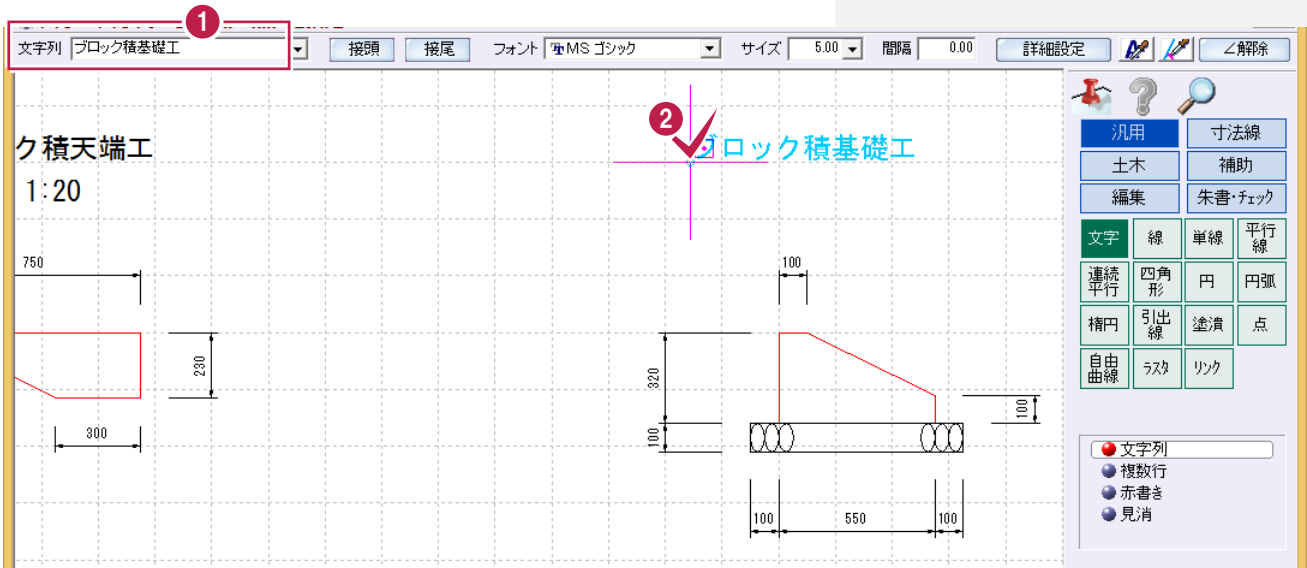 1
文字列 ブロック積基礎工 接頭 接尾 フォント MS ゴシック サイズ 5.00 間隔 0.00 詳細設定 ∠解除
2
ク積天端工
1:20
ブロック積基礎工
750
230
300
100
320
100
100
100 550 100
汎用 寸法線
土木 補助
編集 朱書・チェック
文字 線 単線 平行線
連続平行 四角形 円 円弧
楕円 引出線 塗潰 点
自由曲線 ラスタ リンク
文字列
複数行
赤書き
見消